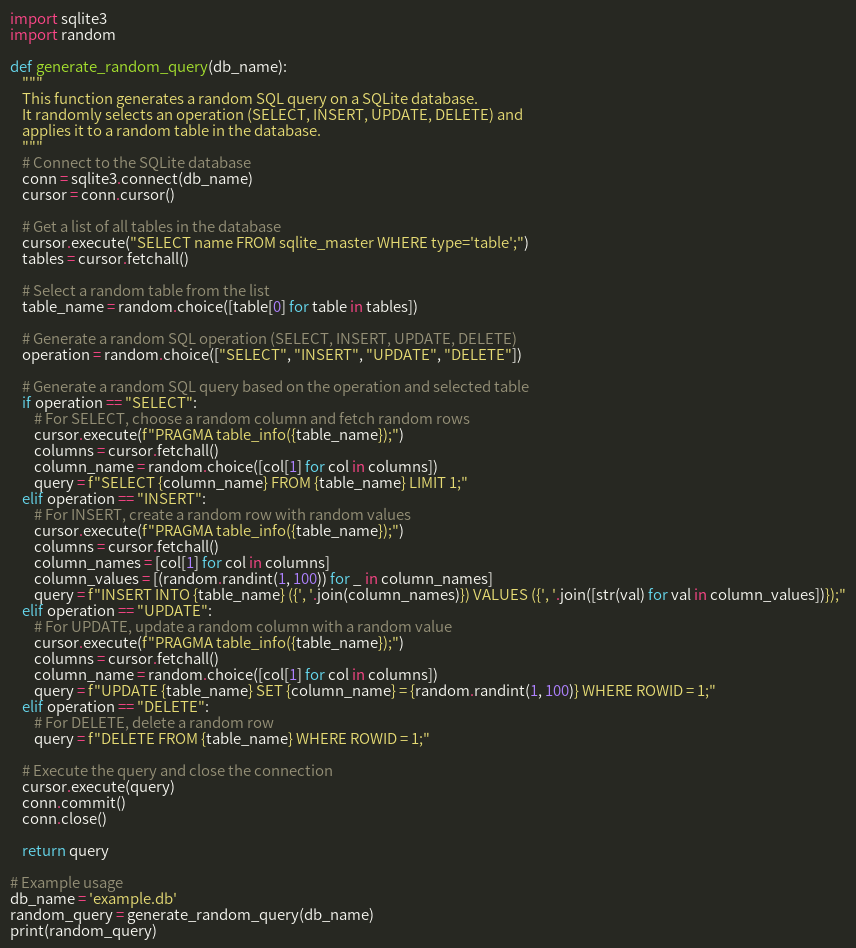 import sqlite3
import random

def generate_random_query(db_name):
    """
    This function generates a random SQL query on a SQLite database.
    It randomly selects an operation (SELECT, INSERT, UPDATE, DELETE) and
    applies it to a random table in the database.
    """
    # Connect to the SQLite database
    conn = sqlite3.connect(db_name)
    cursor = conn.cursor()

    # Get a list of all tables in the database
    cursor.execute("SELECT name FROM sqlite_master WHERE type='table';")
    tables = cursor.fetchall()

    # Select a random table from the list
    table_name = random.choice([table[0] for table in tables])

    # Generate a random SQL operation (SELECT, INSERT, UPDATE, DELETE)
    operation = random.choice(["SELECT", "INSERT", "UPDATE", "DELETE"])

    # Generate a random SQL query based on the operation and selected table
    if operation == "SELECT":
        # For SELECT, choose a random column and fetch random rows
        cursor.execute(f"PRAGMA table_info({table_name});")
        columns = cursor.fetchall()
        column_name = random.choice([col[1] for col in columns])
        query = f"SELECT {column_name} FROM {table_name} LIMIT 1;"
    elif operation == "INSERT":
        # For INSERT, create a random row with random values
        cursor.execute(f"PRAGMA table_info({table_name});")
        columns = cursor.fetchall()
        column_names = [col[1] for col in columns]
        column_values = [(random.randint(1, 100)) for _ in column_names]
        query = f"INSERT INTO {table_name} ({', '.join(column_names)}) VALUES ({', '.join([str(val) for val in column_values])});"
    elif operation == "UPDATE":
        # For UPDATE, update a random column with a random value
        cursor.execute(f"PRAGMA table_info({table_name});")
        columns = cursor.fetchall()
        column_name = random.choice([col[1] for col in columns])
        query = f"UPDATE {table_name} SET {column_name} = {random.randint(1, 100)} WHERE ROWID = 1;"
    elif operation == "DELETE":
        # For DELETE, delete a random row
        query = f"DELETE FROM {table_name} WHERE ROWID = 1;"

    # Execute the query and close the connection
    cursor.execute(query)
    conn.commit()
    conn.close()

    return query

# Example usage
db_name = 'example.db'
random_query = generate_random_query(db_name)
print(random_query)